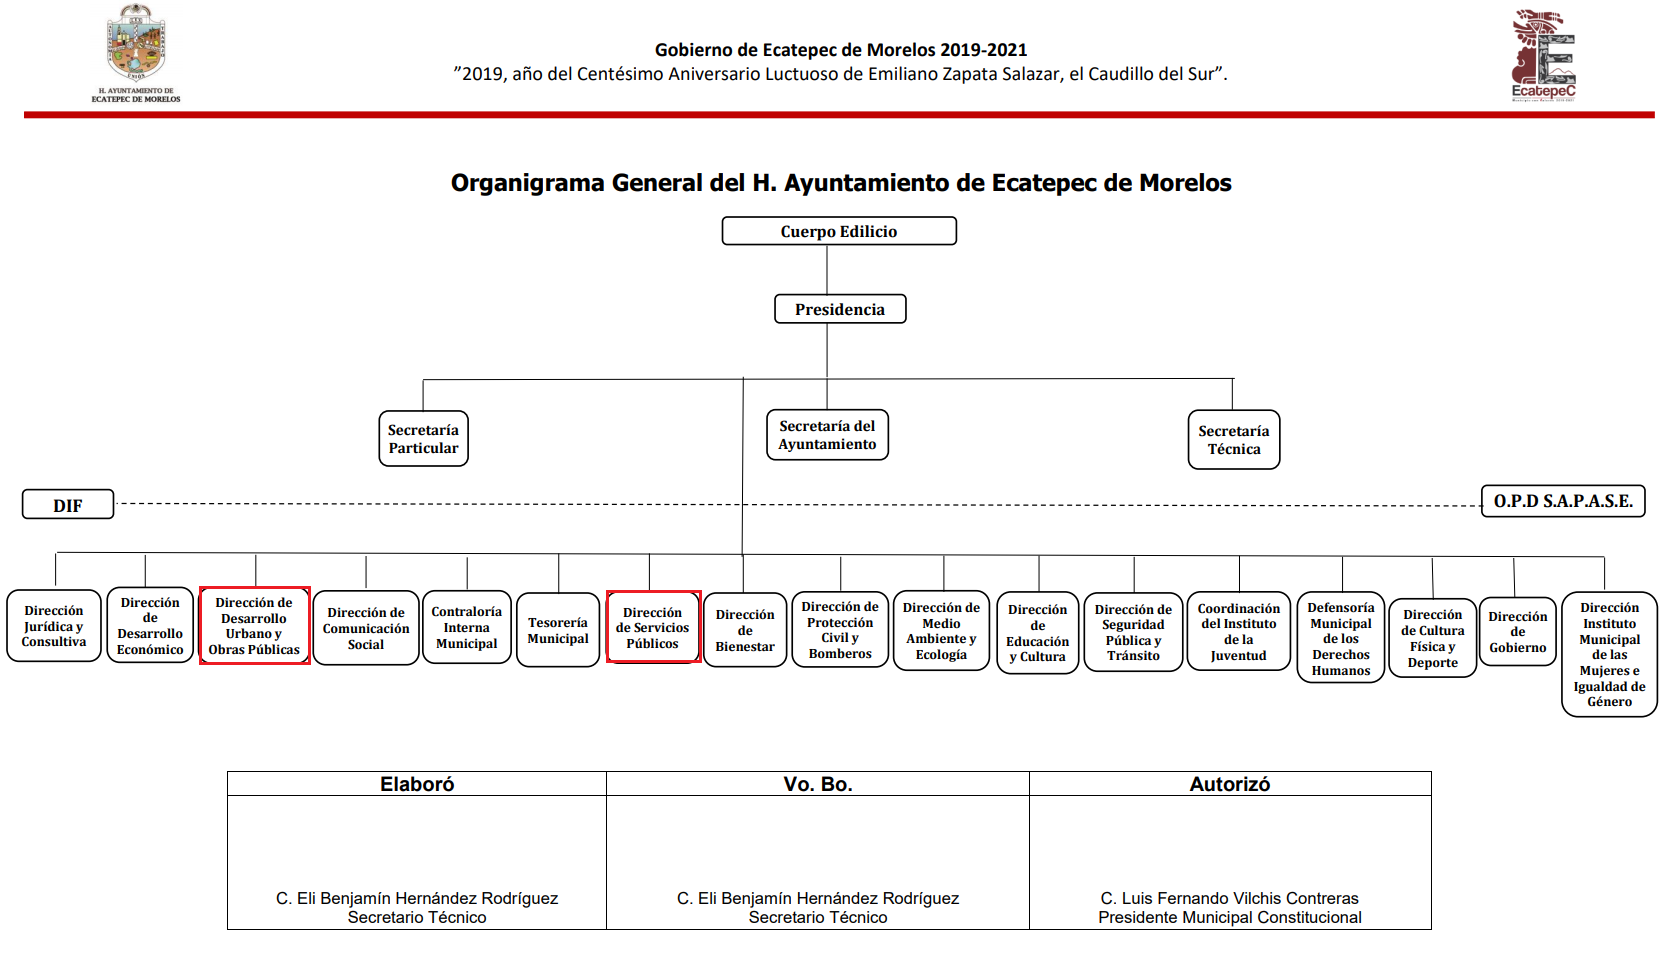 H. AYUNTAMIENTO DE
ECATEPEC DE MORELOS
Gobierno de Ecatepec de Morelos 2019-2021
”2019, año del Centésimo Aniversario Luctuoso de Emiliano Zapata Salazar, el Caudillo del Sur”.
EcatepeC
Organigrama General del H. Ayuntamiento de Ecatepec de Morelos
Cuerpo Edilicio
Presidencia
Secretaría
Particular
Secretaría del
Ayuntamiento
Secretaría
Técnica
DIF
O.P.D S.A.P.A.S.E.
Dirección
Jurídica y
Consultiva
Dirección
de
Desarrollo
Económico
Dirección de
Desarrollo
Urbano y
Obras Públicas
Dirección de
Comunicación
Social
Contraloría
Interna
Municipal
Tesorería
Municipal
Dirección
de Servicios
Públicos
Dirección
de
Bienestar
Dirección de
Protección
Civil y
Bomberos
Dirección de
Medio
Ambiente y
Ecología
Dirección
de
Educación
y Cultura
Dirección de
Seguridad
Pública y
Tránsito
Coordinación
del Instituto
de la
Juventud
Defensoría
Municipal
de los
Derechos
Humanos
Dirección
de Cultura
Física y
Deporte
Dirección
de
Gobierno
Dirección
Instituto
Municipal
de las
Mujeres e
Igualdad de
Género
Elaboró
Vo. Bo.
Autorizó
C. Eli Benjamín Hernández Rodríguez
Secretario Técnico
C. Eli Benjamín Hernández Rodríguez
Secretario Técnico
C. Luis Fernando Vilchis Contreras
Presidente Municipal Constitucional